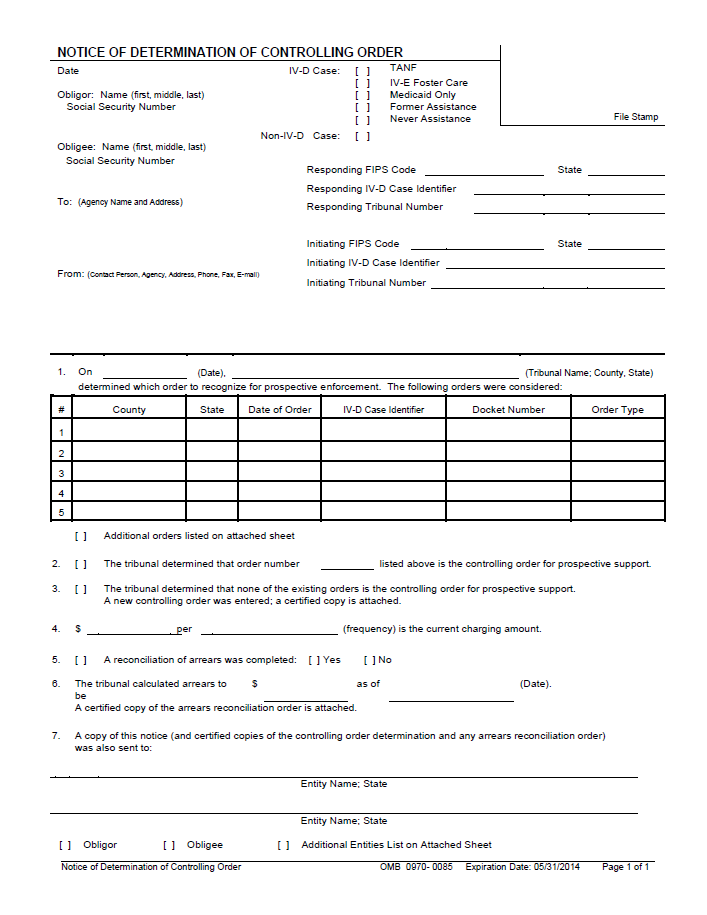 NOTICE OF DETERMINATION OF CONTROLLING ORDER
Date IV-D Case: [ ] TANF
[ ] IV-E Foster Care
Obligor: Name (first, middle, last) [ ] Medicaid Only
Social Security Number [ ] Former Assistance
[ ] Never Assistance
File Stamp
Non-IV-D Case: [ ]
Obligee: Name (first, middle, last)
Social Security Number
Responding FIPS Code State
Responding IV-D Case Identifier
To: (Agency Name and Address) Responding Tribunal Number
Initiating FIPS Code State
Initiating IV-D Case Identifier
From: (Contact Person, Agency, Address, Phone, Fax, E-mail)
Initiating Tribunal Number
1. On (Date), (Tribunal Name; County, State)
determined which order to recognize for prospective enforcement. The following orders were considered:
# County State Date of Order IV-D Case Identifier Docket Number Order Type
1
2
3
4
5
[ ] Additional orders listed on attached sheet
2. [ ] The tribunal determined that order number listed above is the controlling order for prospective support.
3. [ ] The tribunal determined that none of the existing orders is the controlling order for prospective support.
A new controlling order was entered; a certified copy is attached.
4. $ per (frequency) is the current charging amount.
5. [ ] A reconciliation of arrears was completed: [ ] Yes [ ] No
6. The tribunal calculated arrears to $ as of (Date).
be
A certified copy of the arrears reconciliation order is attached.
7. A copy of this notice (and certified copies of the controlling order determination and any arrears reconciliation order)
was also sent to:
Entity Name; State
Entity Name; State
[ ] Obligor [ ] Obligee [ ] Additional Entities List on Attached Sheet
Notice of Determination of Controlling Order OMB 0970- 0085 Expiration Date: 05/31/2014 Page 1 of 1